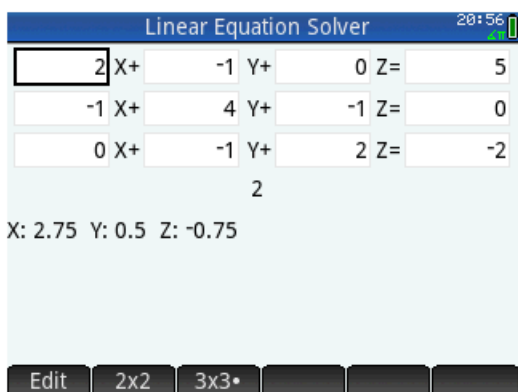 Linear Equation Solver 20:56
∡π
2 X+ -1 Y+ 0 Z= 5
-1 X+ 4 Y+ -1 Z= 0
0 X+ -1 Y+ 2 Z= -2
2
X: 2.75 Y: 0.5 Z: -0.75
Edit 2x2 3x3•